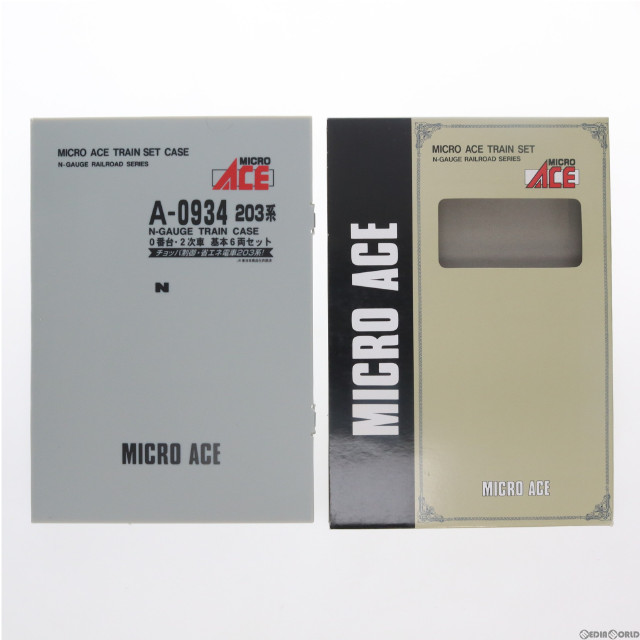 MICRO ACE TRAIN SET CASE
N-GAUGE RAILROAD SERIES
MICRO
ACE
A-0934 203系
N-GAUGE TRAIN CASE
0番台・2次車 基本6両セット
チョッパ制御・省エネ電車203系!
N
MICRO ACE
MICRO ACE
MICRO ACE TRAIN SET
N-GAUGE RAILROAD SERIES
MICRO
ACE
MICRO ACE